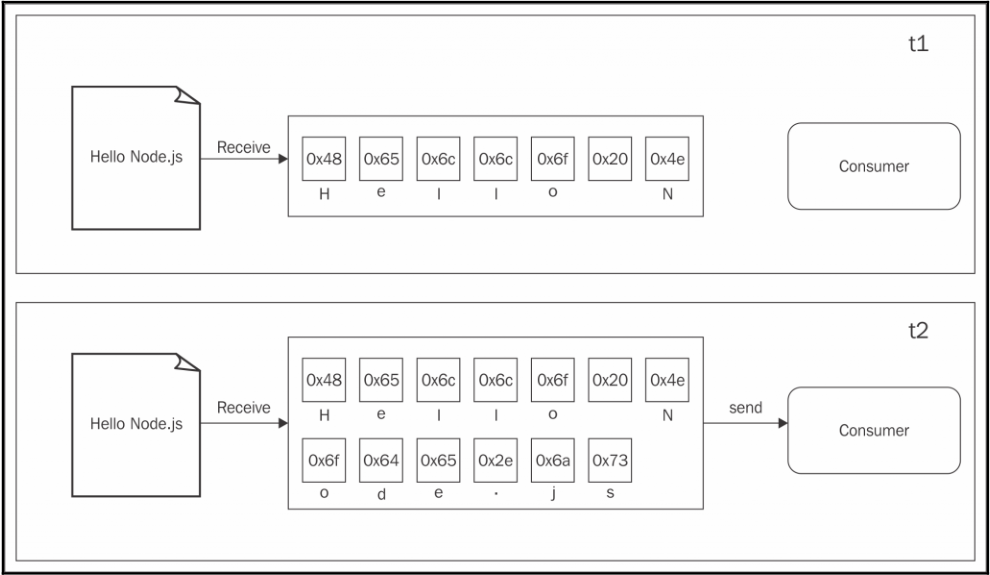 t1
Hello Node.js
Receive
0x48 0x65 0x6c 0x6c 0x6f 0x20 0x4e
H e l l o N
Consumer
t2
Hello Node.js
Receive
0x48 0x65 0x6c 0x6c 0x6f 0x20 0x4e
H e l l o N
0x6f 0x64 0x65 0x2e 0x6a 0x73
o d e . j s
send
Consumer